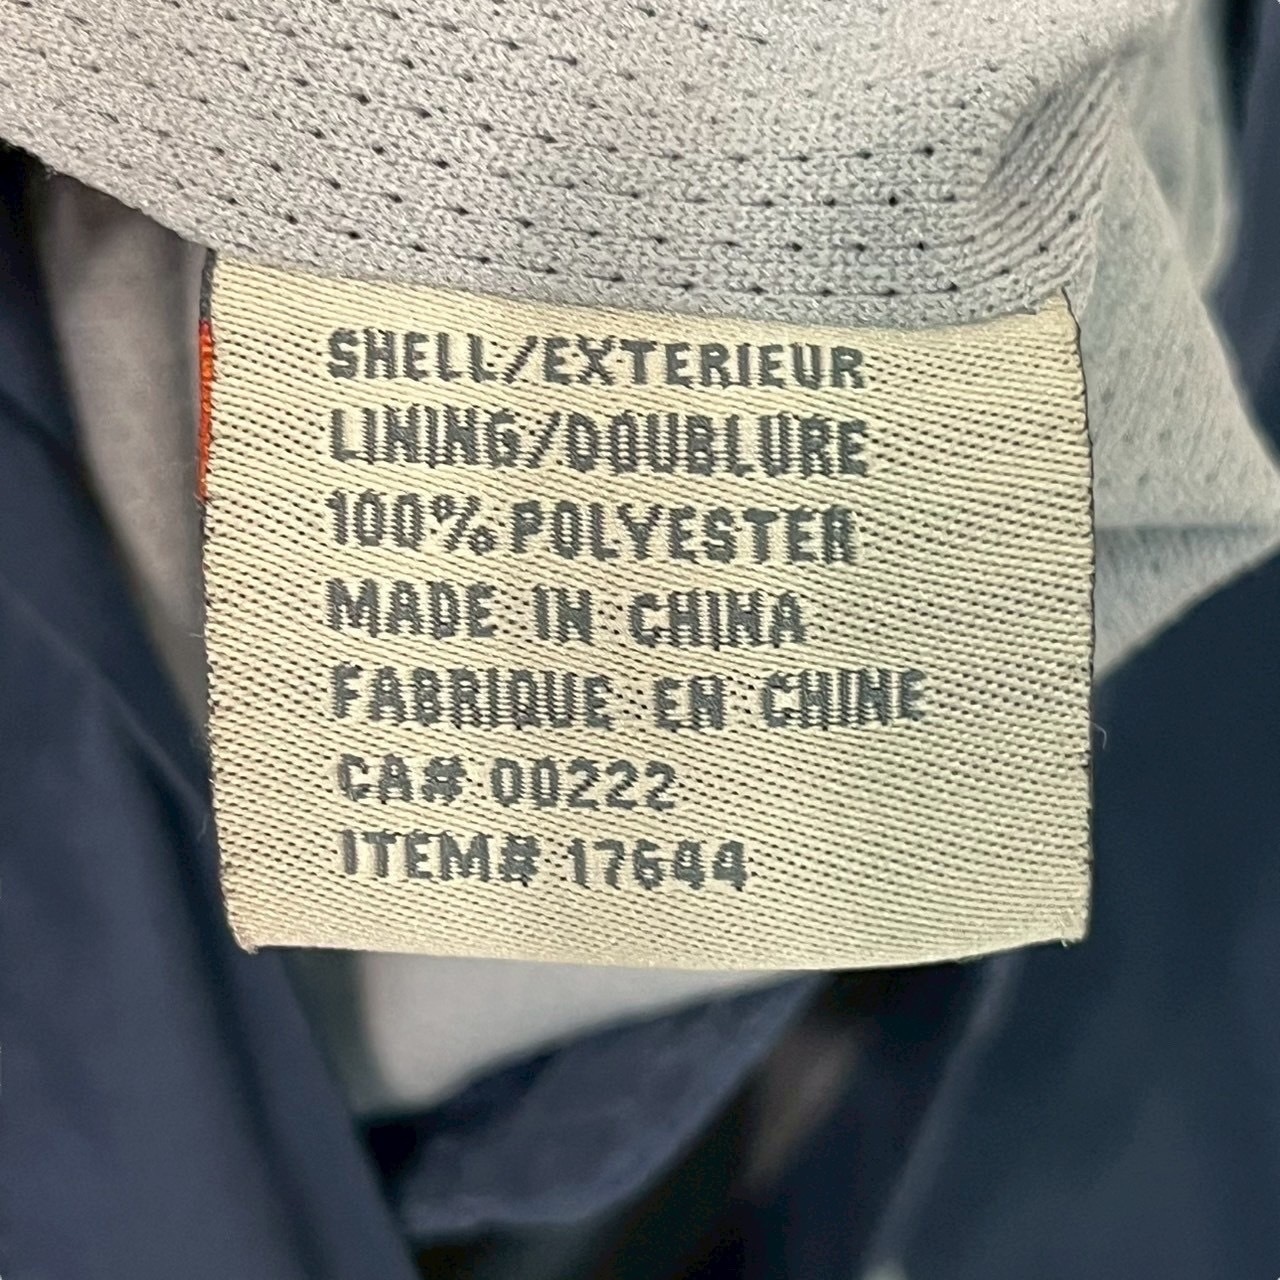 SHELL/EXTERIEUR
LINING/DOUBLURE
100% POLYESTER
MADE IN CHINA
FABRIQUE EN CHINE
CA# 00222
ITEM# 17644